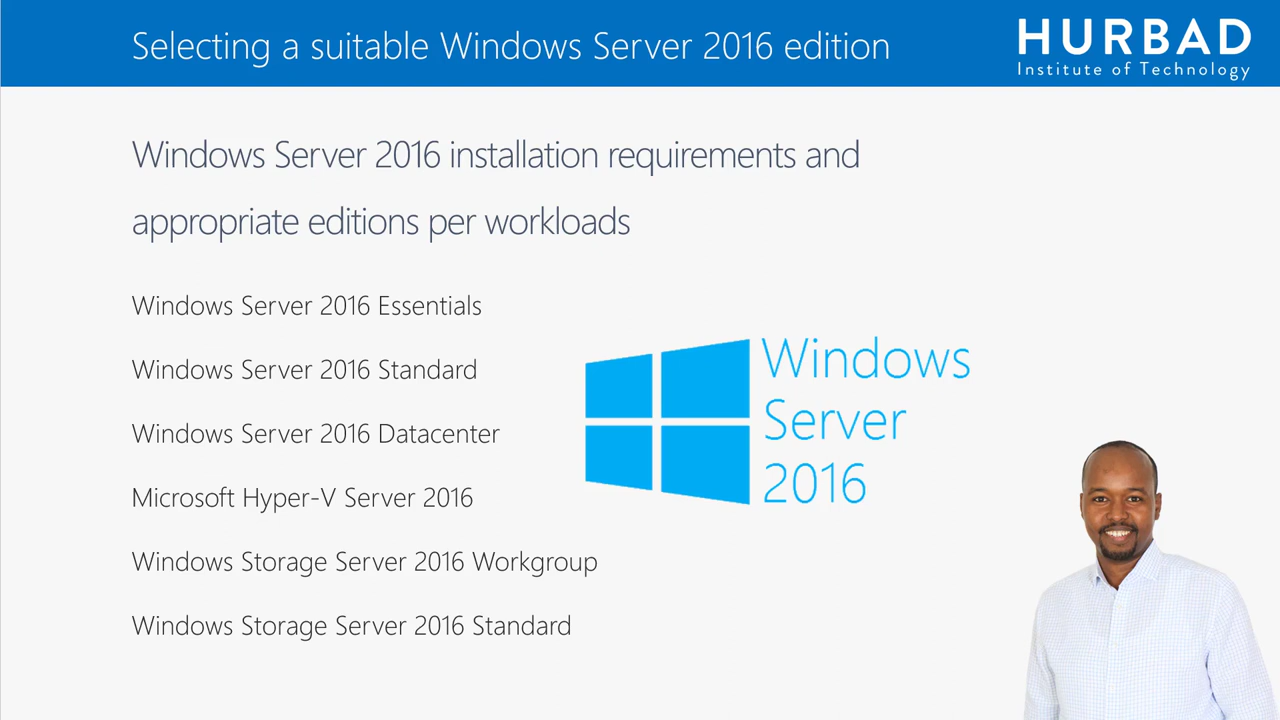 Selecting a suitable Windows Server 2016 edition
HURBAD
Institute of Technology
Windows Server 2016 installation requirements and
appropriate editions per workloads
Windows Server 2016 Essentials
Windows Server 2016 Standard
Windows Server 2016 Datacenter
Microsoft Hyper-V Server 2016
Windows Storage Server 2016 Workgroup
Windows Storage Server 2016 Standard
Windows
Server
2016